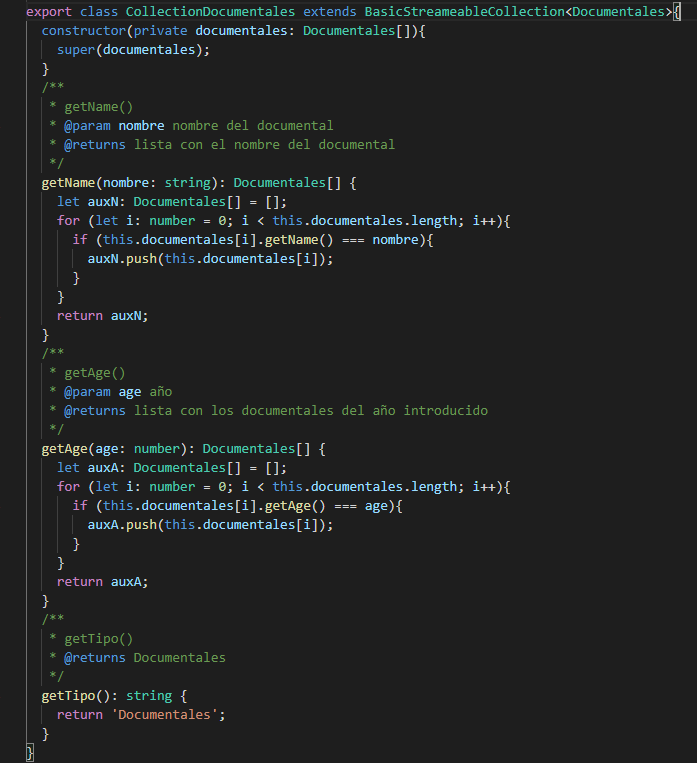 export class CollectionDocumentales extends BasicStreameableCollection<Documentales>{
  constructor(private documentales: Documentales[]){
    super(documentales);
  }
  /**
   * getName()
   * @param nombre nombre del documental
   * @returns lista con el nombre del documental
   */
  getName(nombre: string): Documentales[] {
    let auxN: Documentales[] = [];
    for (let i: number = 0; i < this.documentales.length; i++){
      if (this.documentales[i].getName() === nombre){
        auxN.push(this.documentales[i]);
      }
    }
    return auxN;
  }
  /**
   * getAge()
   * @param age año
   * @returns lista con los documentales del año introducido
   */
  getAge(age: number): Documentales[] {
    let auxA: Documentales[] = [];
    for (let i: number = 0; i < this.documentales.length; i++){
      if (this.documentales[i].getAge() === age){
        auxA.push(this.documentales[i]);
      }
    }
    return auxA;
  }
  /**
   * getTipo()
   * @returns Documentales
   */
  getTipo(): string {
    return 'Documentales';
  }
}